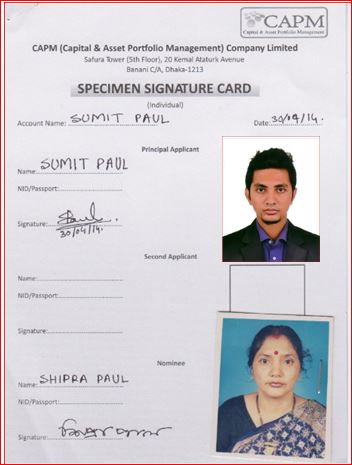 CAPM
Capital & Asset Portfolio Management
CAPM (Capital & Asset Portfolio Management) Company Limited
Safura Tower (5th Floor), 20 Kemal Ataturk Avenue
Banani C/A, Dhaka-1213
SPECIMEN SIGNATURE CARD
(Individual)
Account Name: SUMIT PAUL Date: 30/04/14.
Principal Applicant
Name: SUMIT PAUL
NID/Passport:
Signature:
30/04/14.
Second Applicant
Name:
NID/Passport:
Signature:
Nominee
Name: SHIPRA PAUL
NID/Passport:
Signature: